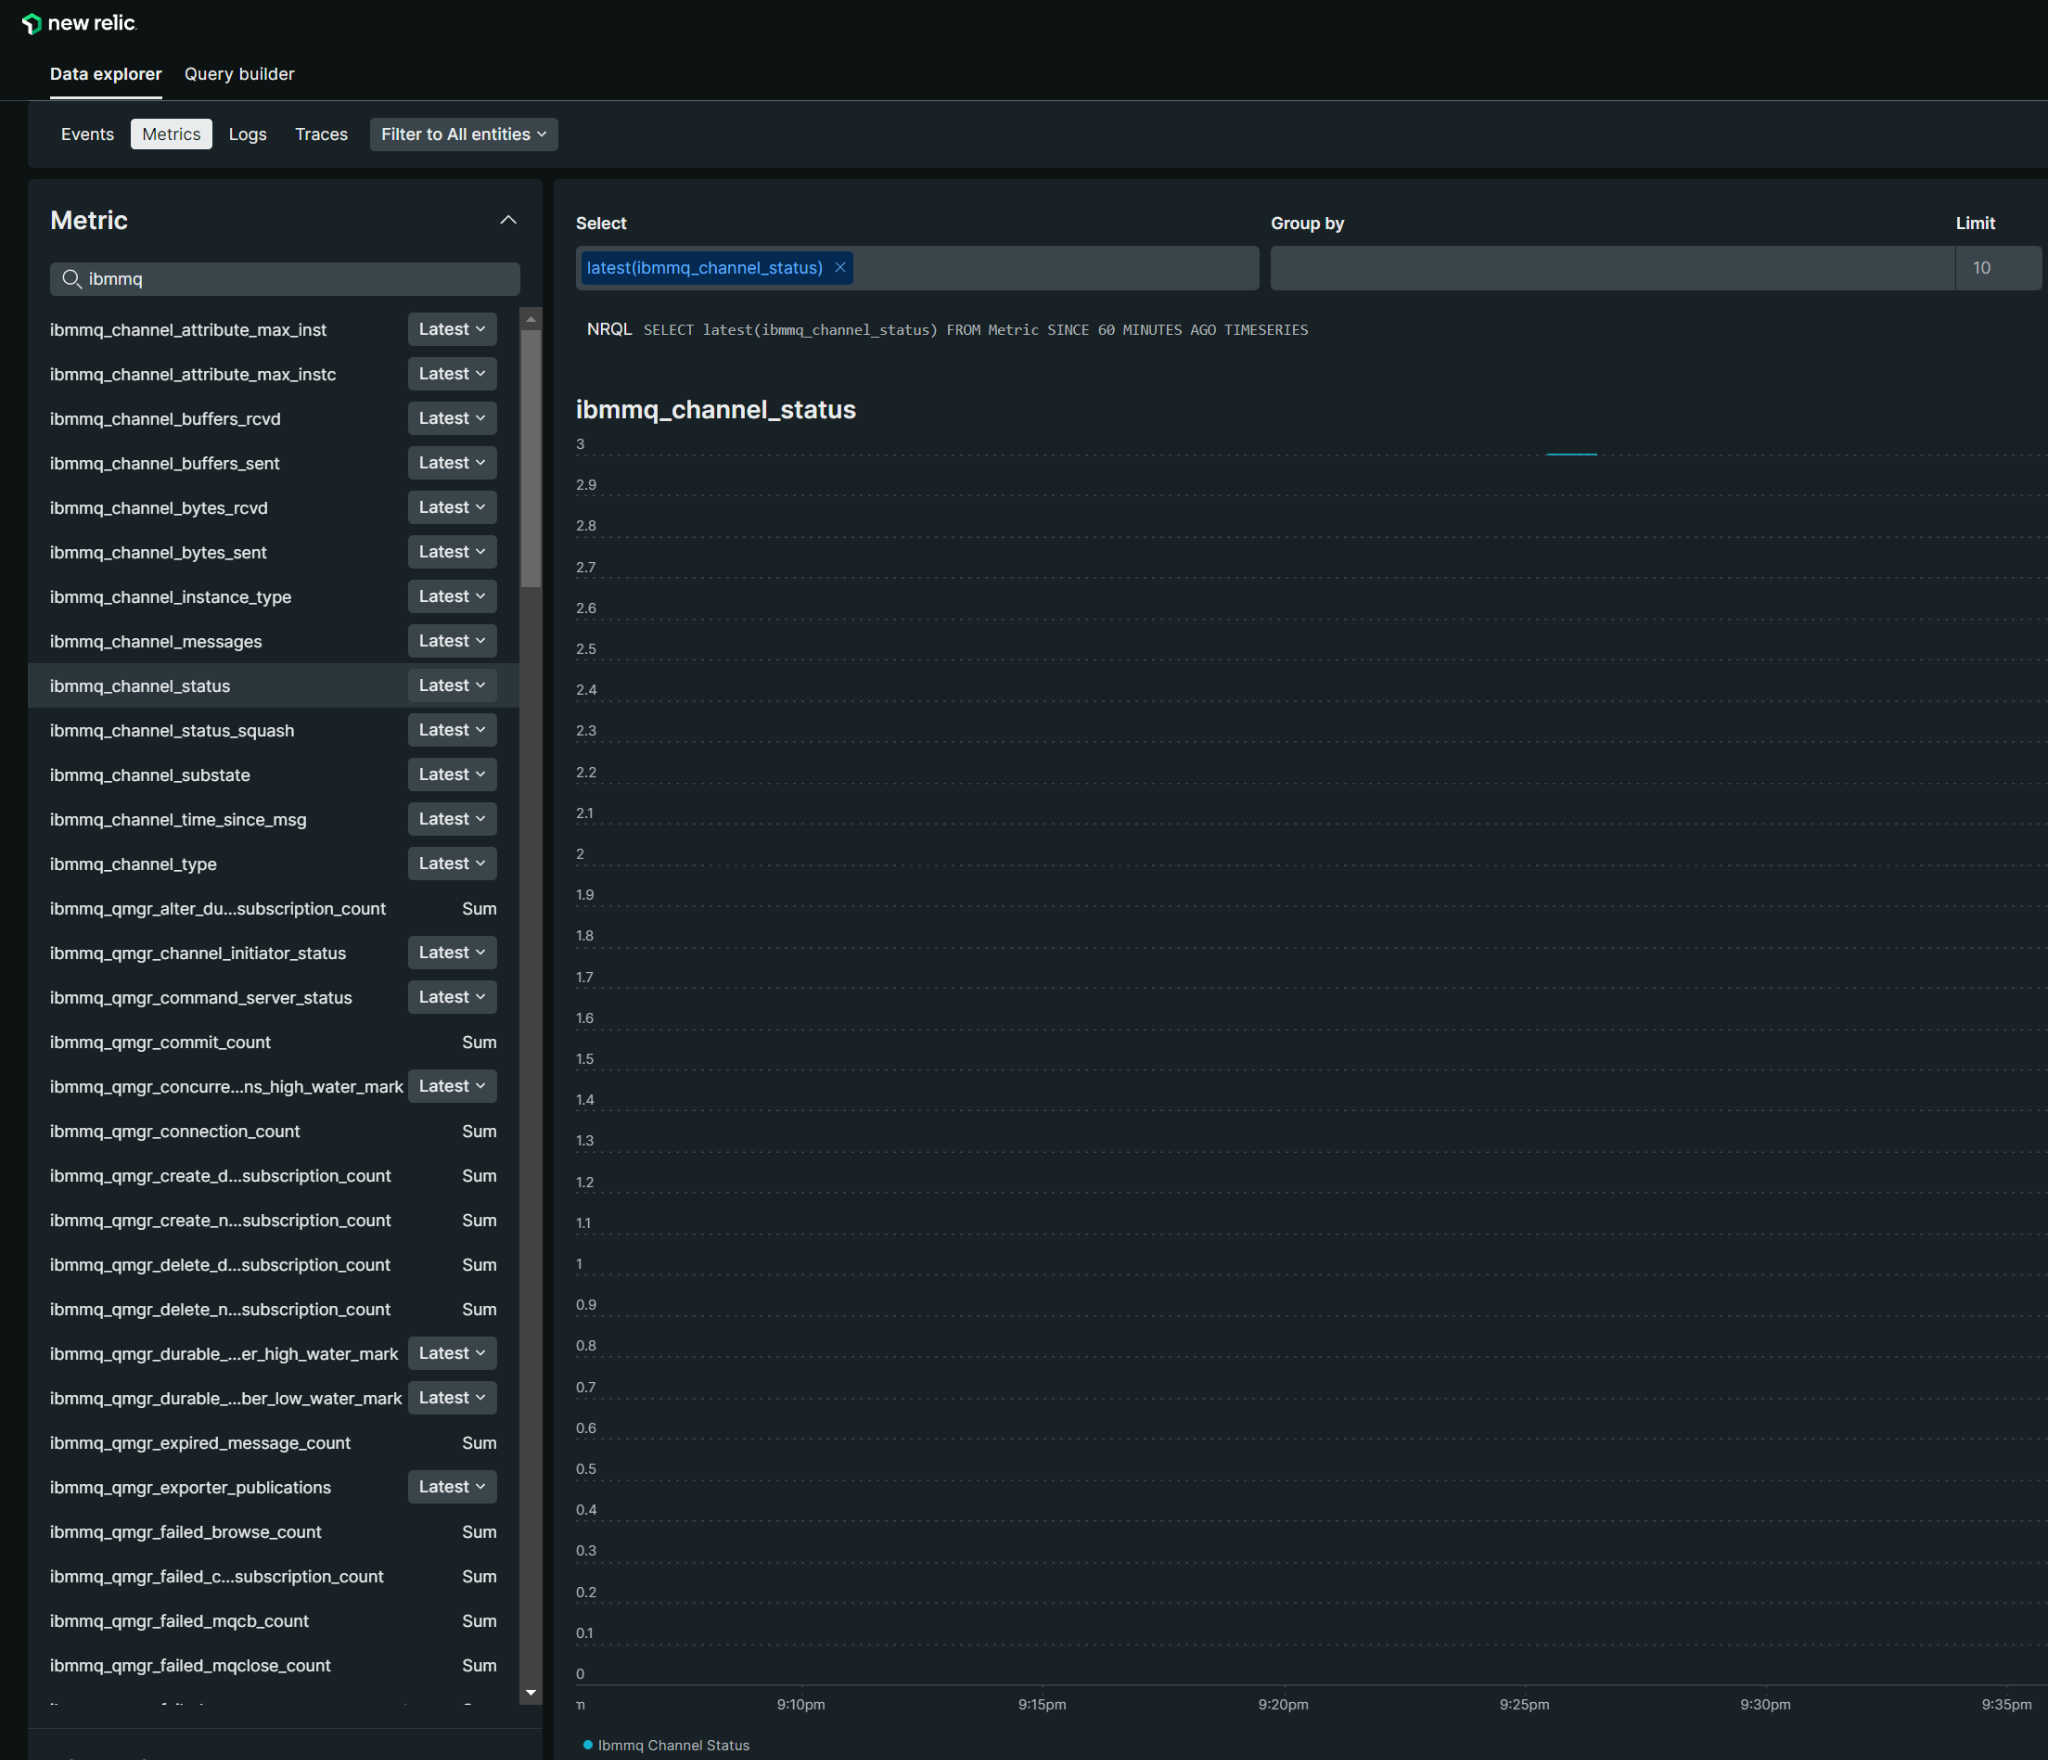 new relic
Data explorer Query builder
Events Metrics Logs Traces Filter to All entities
Metric
ibmmq
ibmmq_channel_attribute_max_inst Latest
ibmmq_channel_attribute_max_instc Latest
ibmmq_channel_buffers_rcvd Latest
ibmmq_channel_buffers_sent Latest
ibmmq_channel_bytes_rcvd Latest
ibmmq_channel_bytes_sent Latest
ibmmq_channel_instance_type Latest
ibmmq_channel_messages Latest
ibmmq_channel_status Latest
ibmmq_channel_status_squash Latest
ibmmq_channel_substate Latest
ibmmq_channel_time_since_msg Latest
ibmmq_channel_type Latest
ibmmq_qmgr_alter_du...subscription_count Sum
ibmmq_qmgr_channel_initiator_status Latest
ibmmq_qmgr_command_server_status Latest
ibmmq_qmgr_commit_count Sum
ibmmq_qmgr_concurre...ns_high_water_mark Latest
ibmmq_qmgr_connection_count Sum
ibmmq_qmgr_create_d...subscription_count Sum
ibmmq_qmgr_create_n...subscription_count Sum
ibmmq_qmgr_delete_d...subscription_count Sum
ibmmq_qmgr_delete_n...subscription_count Sum
ibmmq_qmgr_durable_...er_high_water_mark Latest
ibmmq_qmgr_durable_...ber_low_water_mark Latest
ibmmq_qmgr_expired_message_count Sum
ibmmq_qmgr_exporter_publications Latest
ibmmq_qmgr_failed_browse_count Sum
ibmmq_qmgr_failed_c...subscription_count Sum
ibmmq_qmgr_failed_mqcb_count Sum
ibmmq_qmgr_failed_mqclose_count Sum
Select Group by Limit
latest(ibmmq_channel_status) × 10
NRQL SELECT latest(ibmmq_channel_status) FROM Metric SINCE 60 MINUTES AGO TIMESERIES
ibmmq_channel_status
3
2.9
2.8
2.7
2.6
2.5
2.4
2.3
2.2
2.1
2
1.9
1.8
1.7
1.6
1.5
1.4
1.3
1.2
1.1
1
0.9
0.8
0.7
0.6
0.5
0.4
0.3
0.2
0.1
0
9:10pm 9:15pm 9:20pm 9:25pm 9:30pm 9:35pm
Ibmmq Channel Status